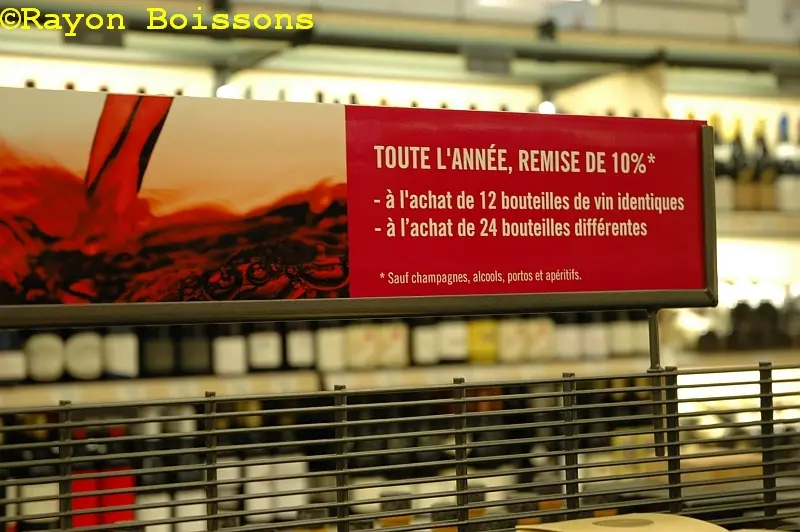 ©Rayon Boissons
TOUTE L'ANNÉE, REMISE DE 10%*
- à l'achat de 12 bouteilles de vin identiques
- à l'achat de 24 bouteilles différentes
* Sauf champagnes, alcools, portos et apéritifs.